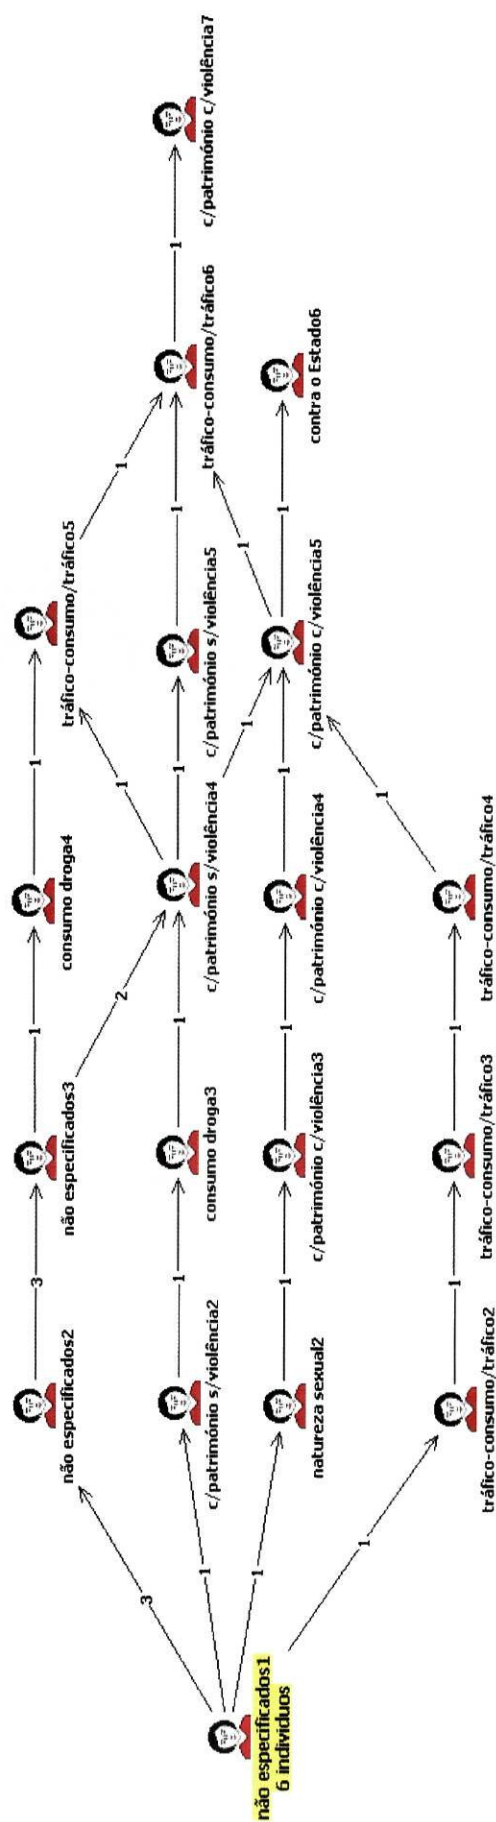 não especificados1
6 individuos
3
1
1
1
não especificados2
c/património s/violência2
natureza sexual2
tráfico-consumo/tráfico2
3
1
1
1
não especificados3
consumo droga3
c/património c/violência3
tráfico-consumo/tráfico3
1
2
1
1
1
consumo droga4
c/património s/violência4
c/património c/violência4
tráfico-consumo/tráfico4
1
1
1
1
1
1
tráfico-consumo/tráfico5
c/património s/violência5
c/património c/violência5
1
1
1
1
tráfico-consumo/tráfico6
contra o Estado6
1
c/património c/violência7